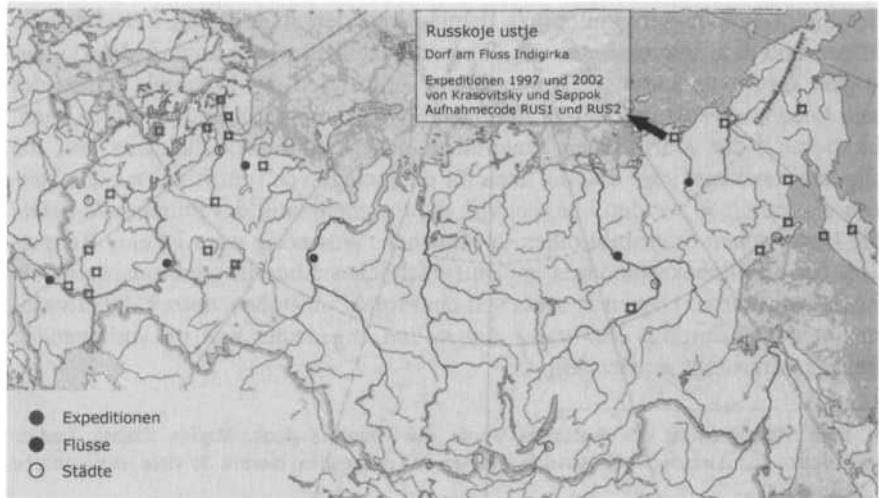 Russkoje ustje
Dorf am Fluss Indigirka
Expeditionen 1997 und 2002
von Krasovitsky und Sappok
Aufnahmecode RUS1 und RUS2
Expeditionen
Flüsse
Städte